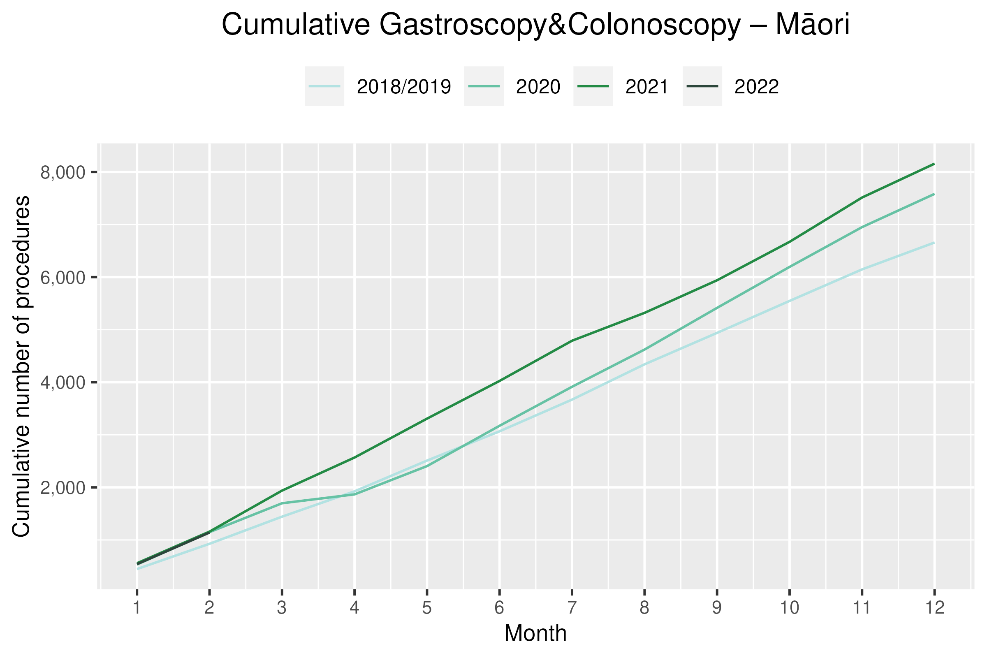 Cumulative Gastroscopy&Colonoscopy – Māori
2018/2019 2020 2021 2022
Cumulative number of procedures
8,000
6,000
4,000
2,000
1 2 3 4 5 6 7 8 9 10 11 12
Month